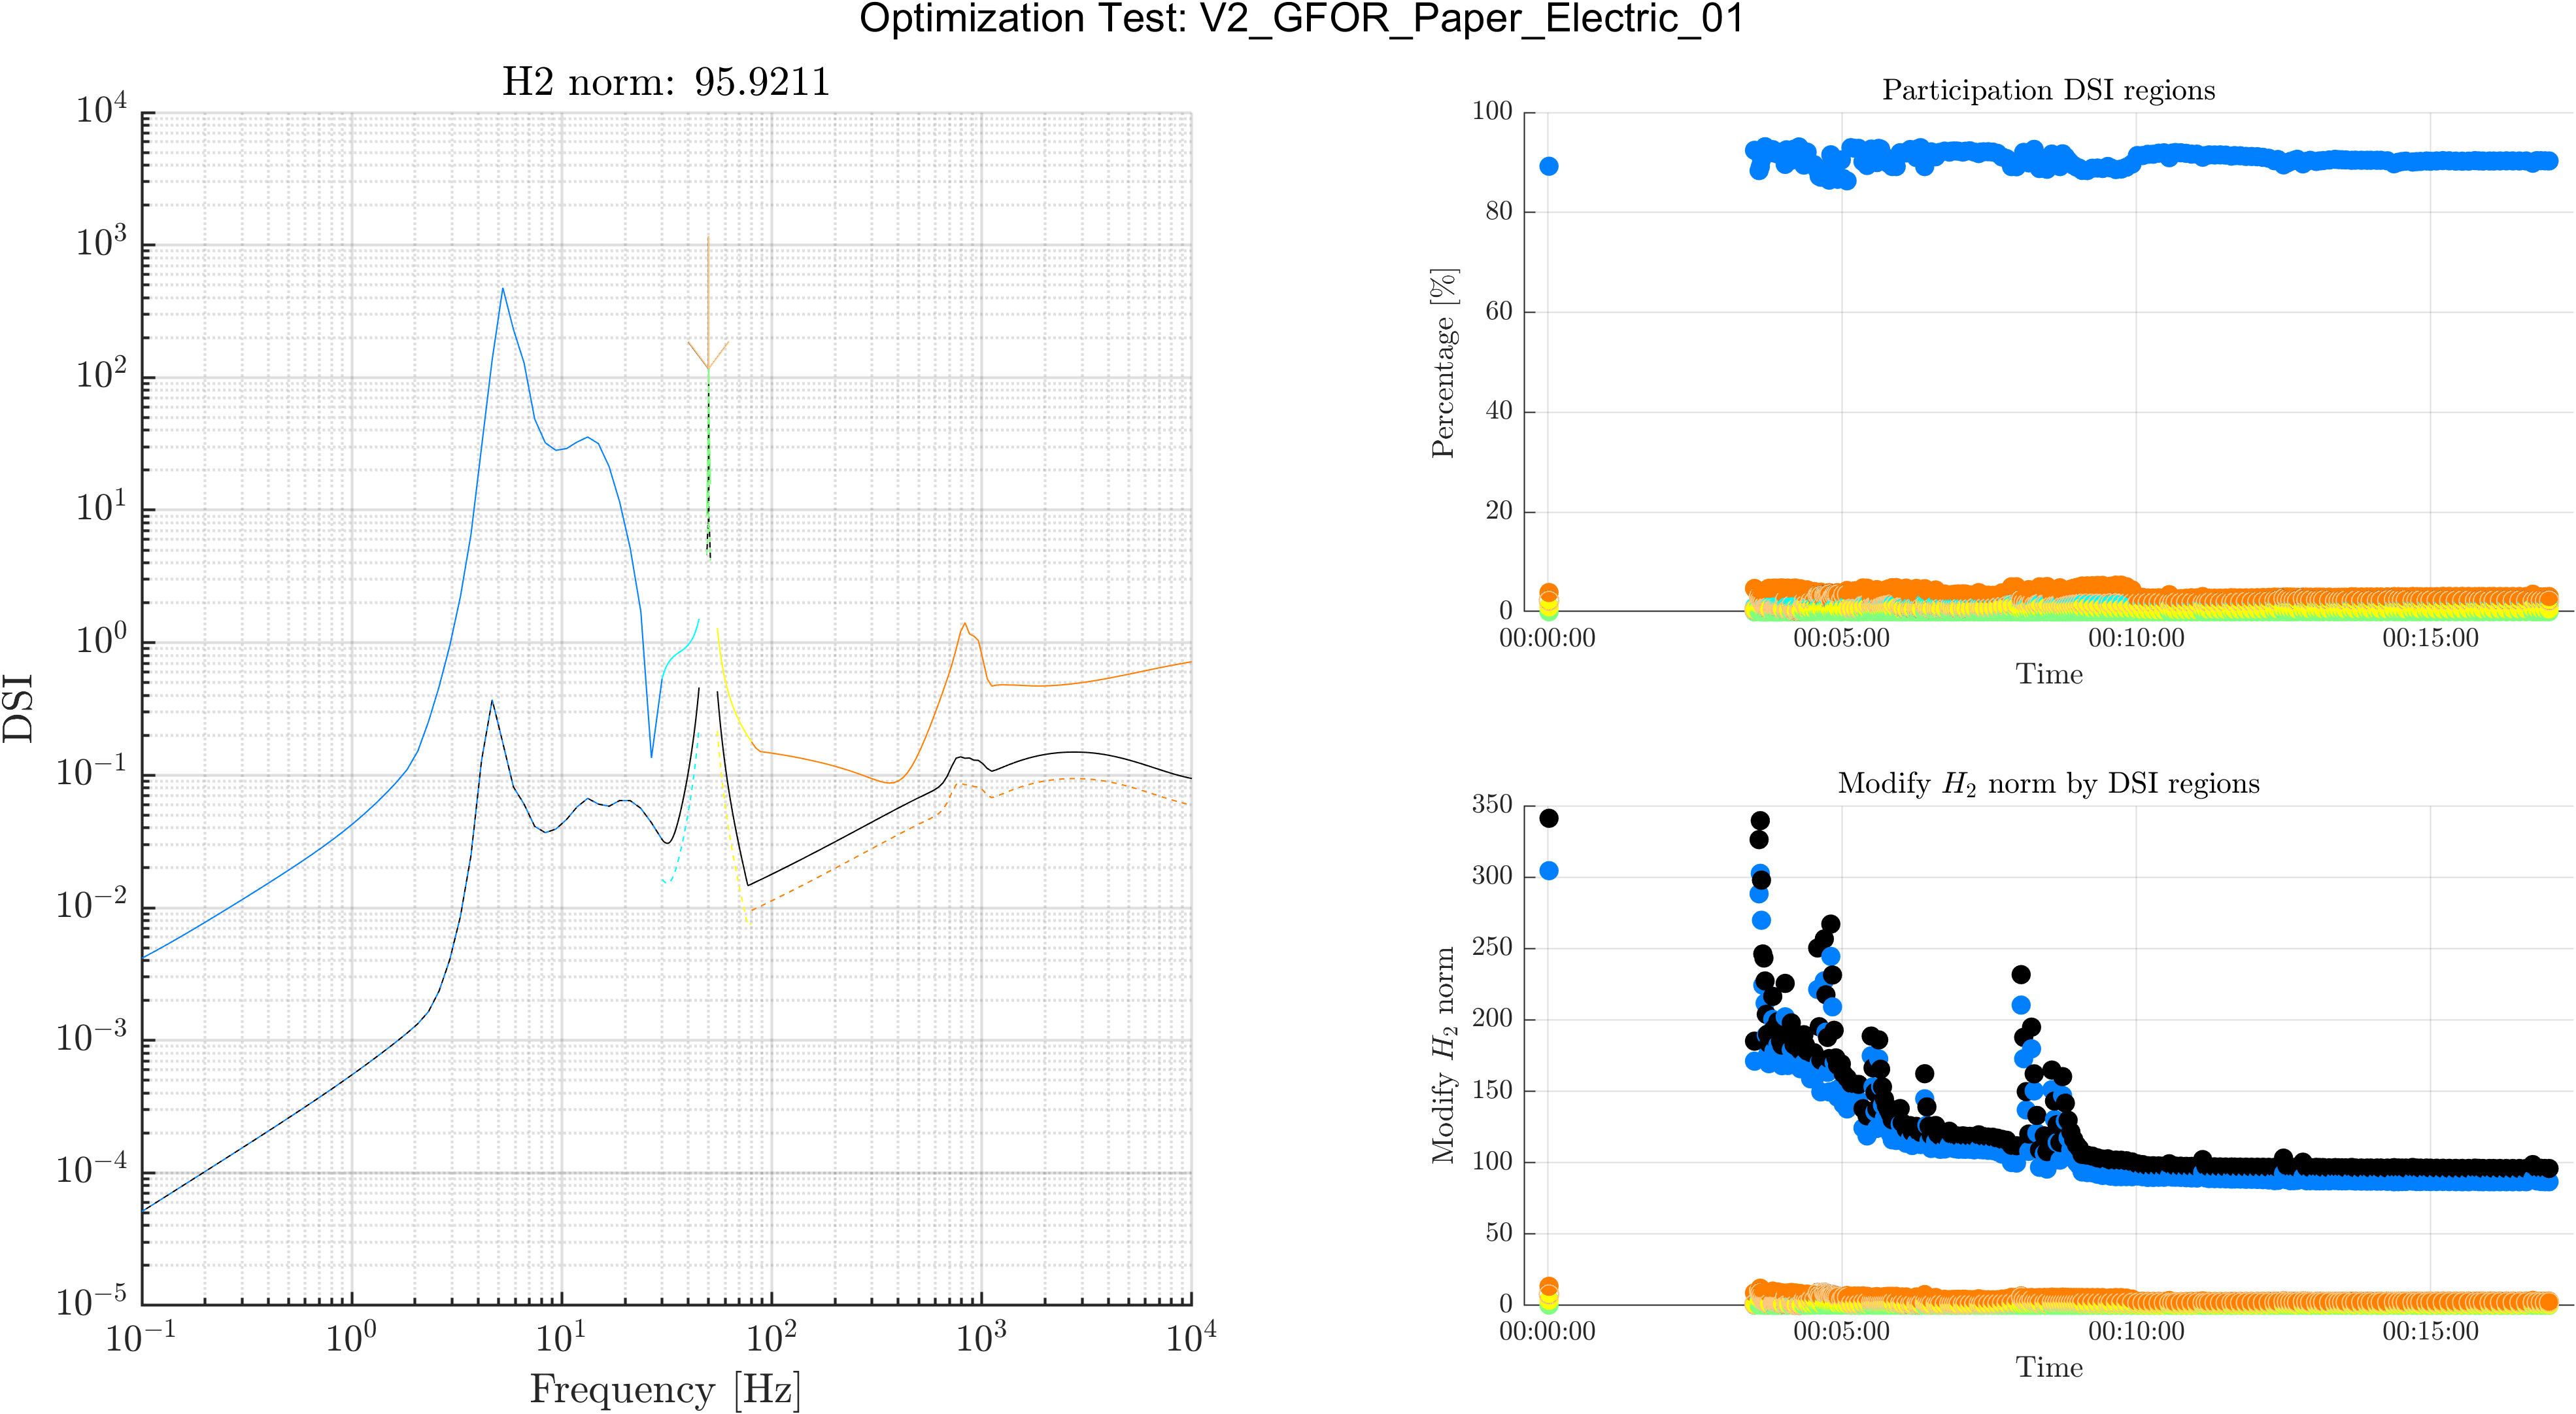 Optimization Test: V2_GFOR_Paper_Electric_01
H2 norm: 95.9211
10^4
10^3
10^2
10^1
10^0
10^-1
10^-2
10^-3
10^-4
10^-5
DSI
10^-1 10^0 10^1 10^2 10^3 10^4
Frequency [Hz]
Participation DSI regions
100
80
60
40
20
0
Percentage [%]
00:00:00 00:05:00 00:10:00 00:15:00
Time
Modify H2 norm by DSI regions
350
300
250
200
150
100
50
0
Modify H2 norm
00:00:00 00:05:00 00:10:00 00:15:00
Time